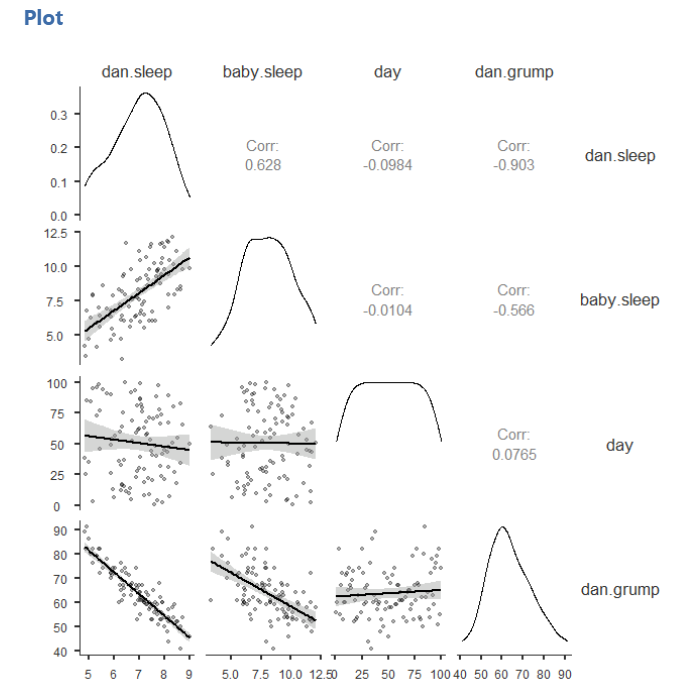 Plot
dan.sleep baby.sleep day dan.grump
0.3
0.2
0.1
0.0
Corr:
0.628
Corr:
-0.0984
Corr:
-0.903
dan.sleep
12.5
10.0
7.5
5.0
Corr:
-0.0104
Corr:
-0.566
baby.sleep
100
75
50
25
0
Corr:
0.0765
day
90
80
70
60
50
40
dan.grump
5 6 7 8 9 5.0 7.5 10.0 12.5 0 25 50 75 100 40 50 60 70 80 90